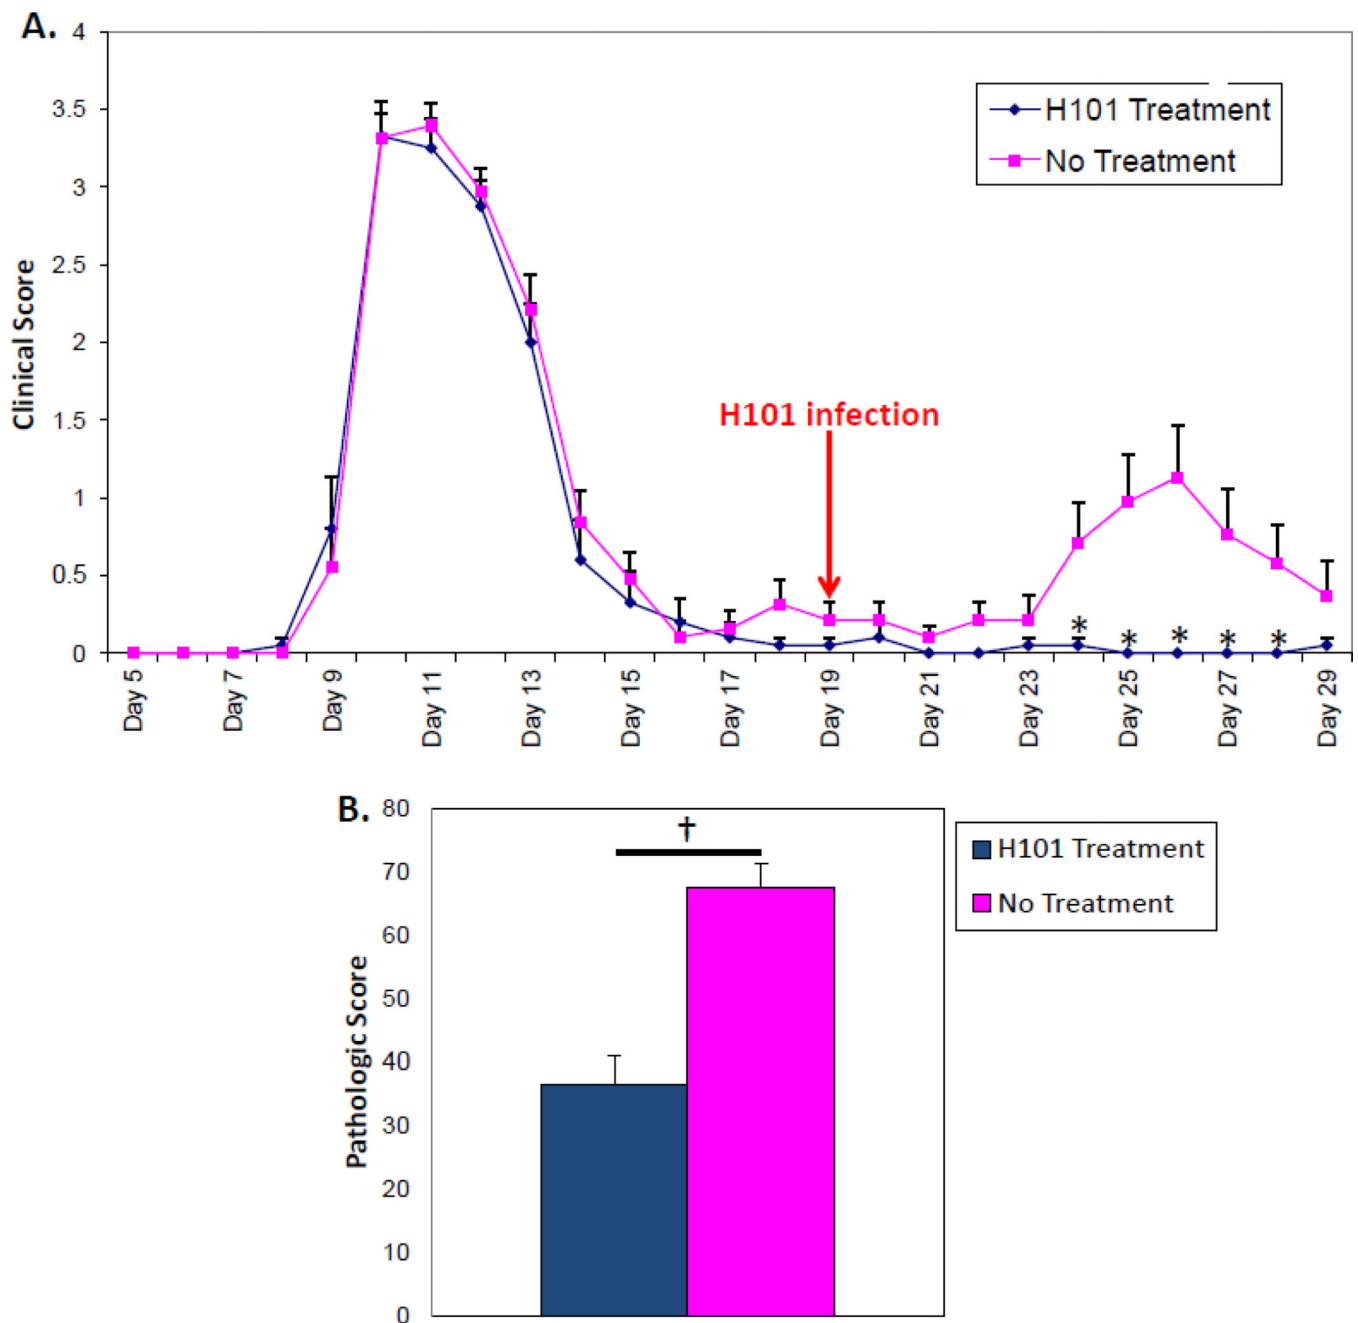 A.
4
3.5
3
2.5
2
1.5
1
0.5
0
Clinical Score
H101 Treatment
No Treatment
H101 infection
* * * * *
Day 5
Day 7
Day 9
Day 11
Day 13
Day 15
Day 17
Day 19
Day 21
Day 23
Day 25
Day 27
Day 29
B.
80
70
60
50
40
30
20
10
0
Pathologic Score
†
H101 Treatment
No Treatment